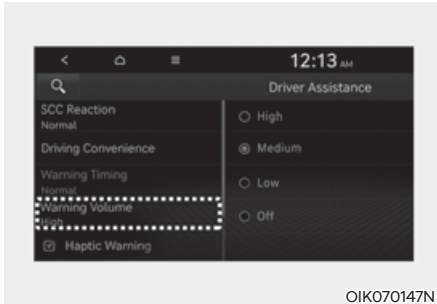 12:13 AM
Driver Assistance
SCC Reaction
Normal
Driving Convenience
Warning Timing
Normal
Warning Volume
High
Haptic Warning
High
Medium
Low
Off
OIK070147N